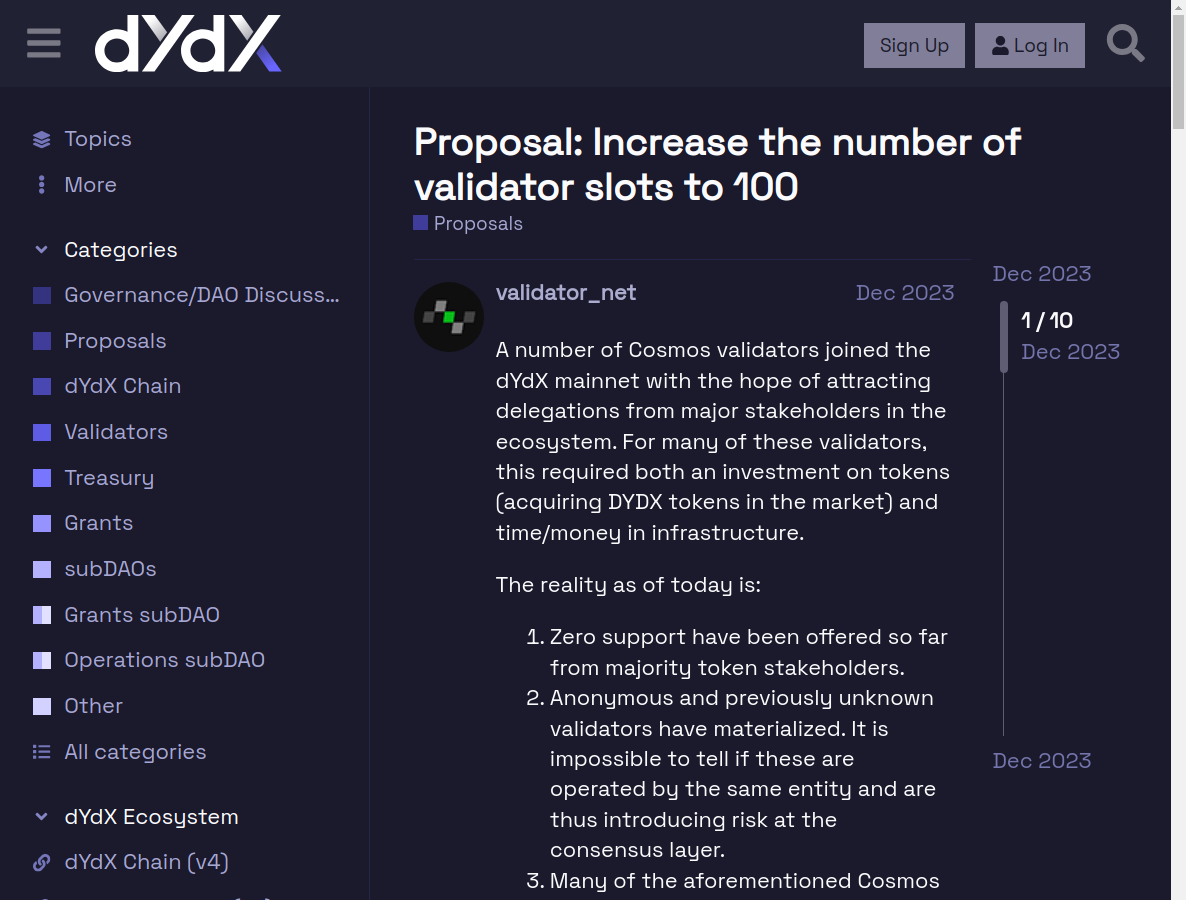 dYdX
Sign Up
Log In
Topics
More
Categories
Governance/DAO Discuss...
Proposals
dYdX Chain
Validators
Treasury
Grants
subDAOs
Grants subDAO
Operations subDAO
Other
All categories
dYdX Ecosystem
dYdX Chain (v4)
Proposal: Increase the number of
validator slots to 100
Proposals
validator_net
Dec 2023
A number of Cosmos validators joined the
dYdX mainnet with the hope of attracting
delegations from major stakeholders in the
ecosystem. For many of these validators,
this required both an investment on tokens
(acquiring DYDX tokens in the market) and
time/money in infrastructure.
The reality as of today is:
1. Zero support have been offered so far
from majority token stakeholders.
2. Anonymous and previously unknown
validators have materialized. It is
impossible to tell if these are
operated by the same entity and are
thus introducing risk at the
consensus layer.
3. Many of the aforementioned Cosmos
Dec 2023
1 / 10
Dec 2023
Dec 2023